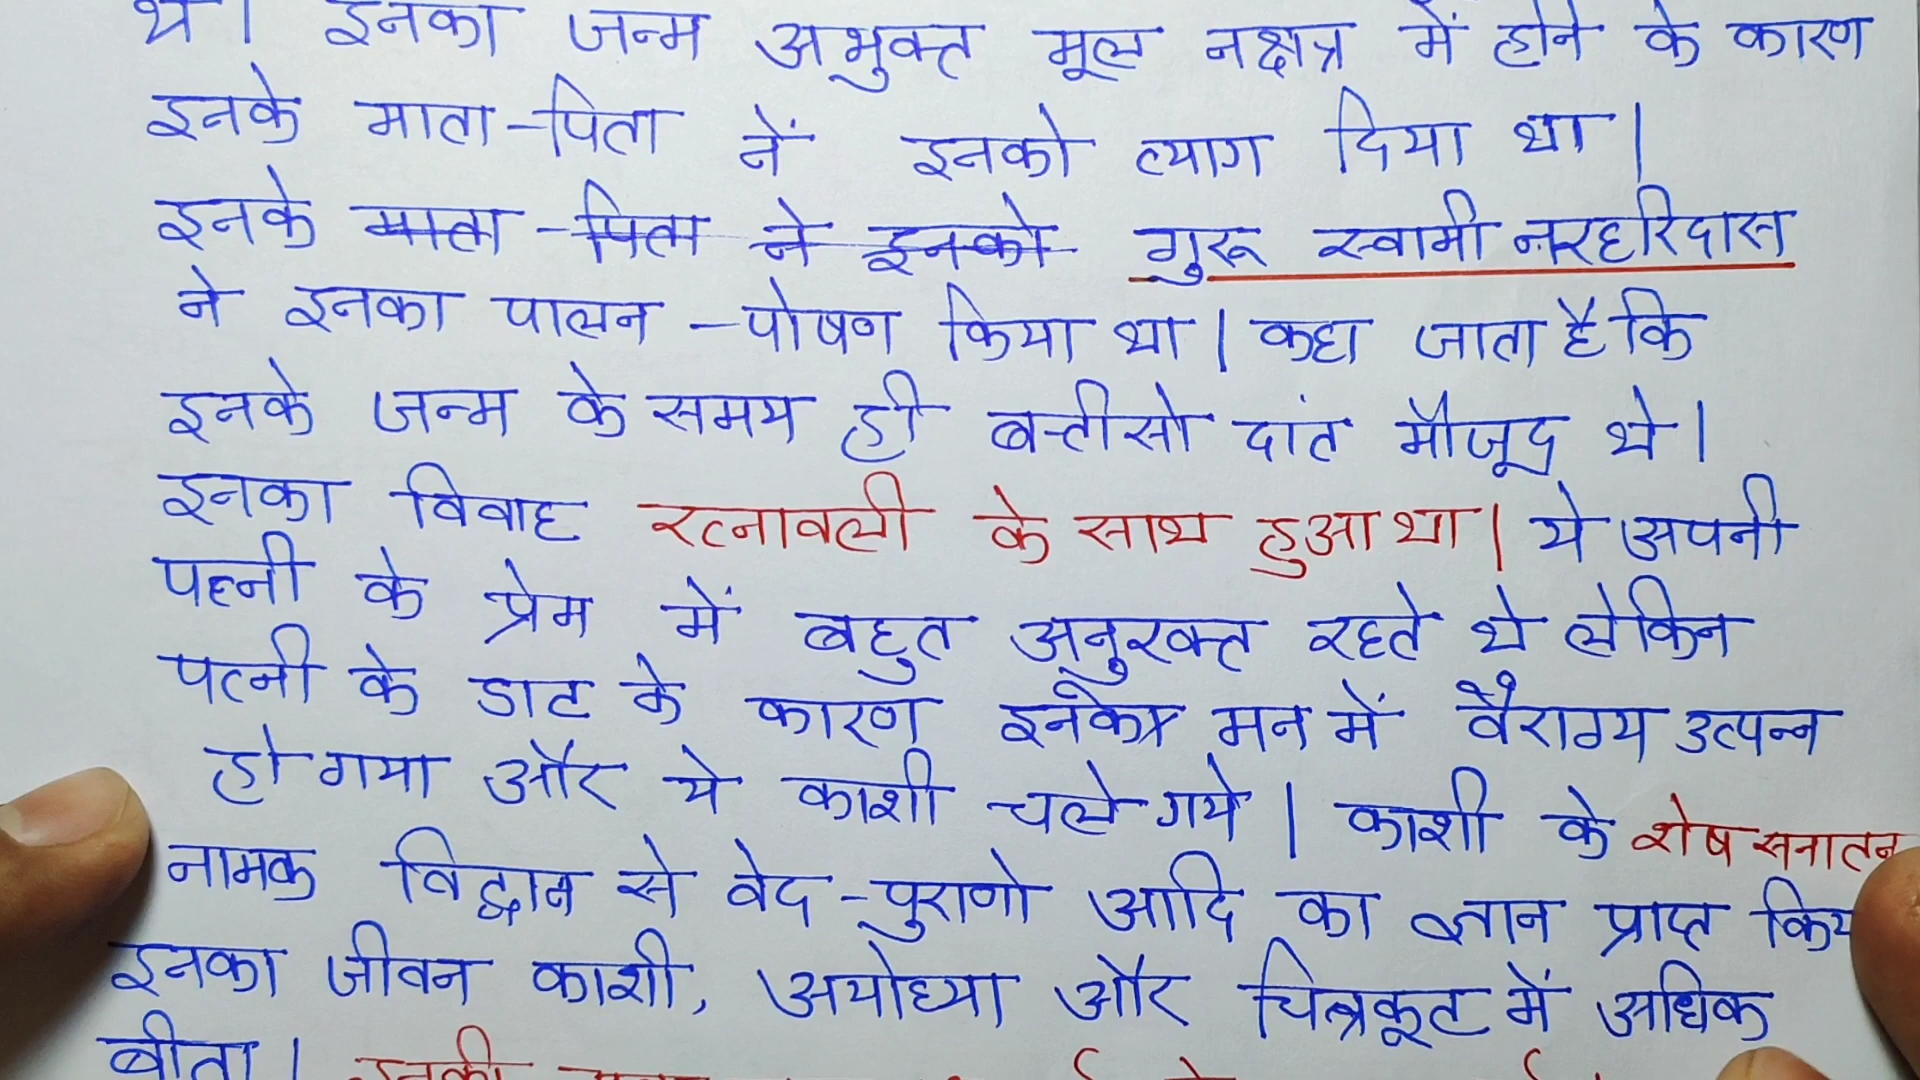 थे। इनका जन्म अभुक्त मूल नक्षत्र में होने के कारण
इनके माता-पिता नें इनको त्याग दिया था।
इनके माता-पिता ने इनको गुरू स्वामी नरहरिदास
ने इनका पालन-पोषण किया था। कहा जाता है कि
इनके जन्म के समय ही बत्तीसो दांत मौजूद थे।
इनका विवाह रत्नावली के साथ हुआ था। ये अपनी
पत्नी के प्रेम में बहुत अनुरक्त रहते थे लेकिन
पत्नी के डाट के कारण इनके मन में वैराग्य उत्पन्न
हो गया और ये काशी चले गये। काशी के शेष सनातन
नामक विद्वान से वेद-पुराणो आदि का ज्ञान प्राप्त
इनका जीवन काशी, अयोध्या और चित्रकूट में अधिक
बीता। इनकी